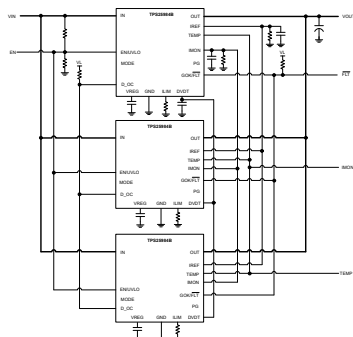 VIN
TPS25984B
IN
OUT
VOUT
IREF
TEMP
EN
EN/UVLO
IMON
VL
MODE
PG
VL
D_OC
GOK/FLT
FLT
VREG
GND
ILIM
DVDT
TPS25984B
IN
OUT
IREF
TEMP
IMON
IMON
EN/UVLO
GOK/FLT
MODE
PG
D_OC
VREG
GND
ILIM
DVDT
TPS25984B
IN
OUT
IREF
TEMP
TEMP
IMON
EN/UVLO
GOK/FLT
MODE
PG
D_OC
VREG
GND
ILIM
DVDT